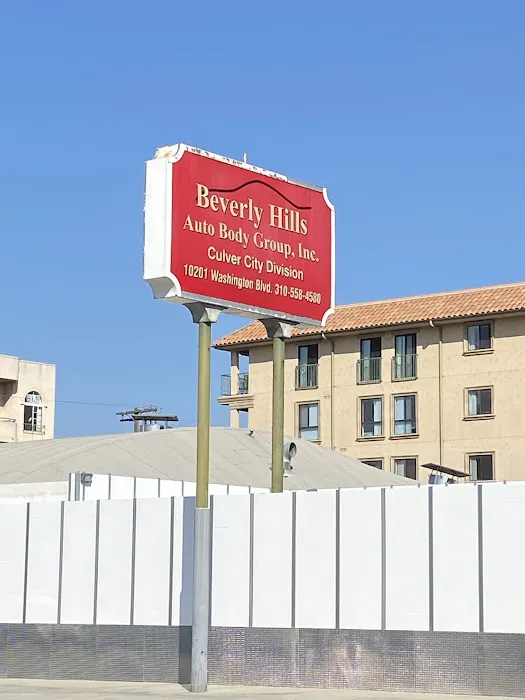 Beverly Hills
Auto Body Group, Inc.
Culver City Division
10201 Washington Blvd. 310-558-4580